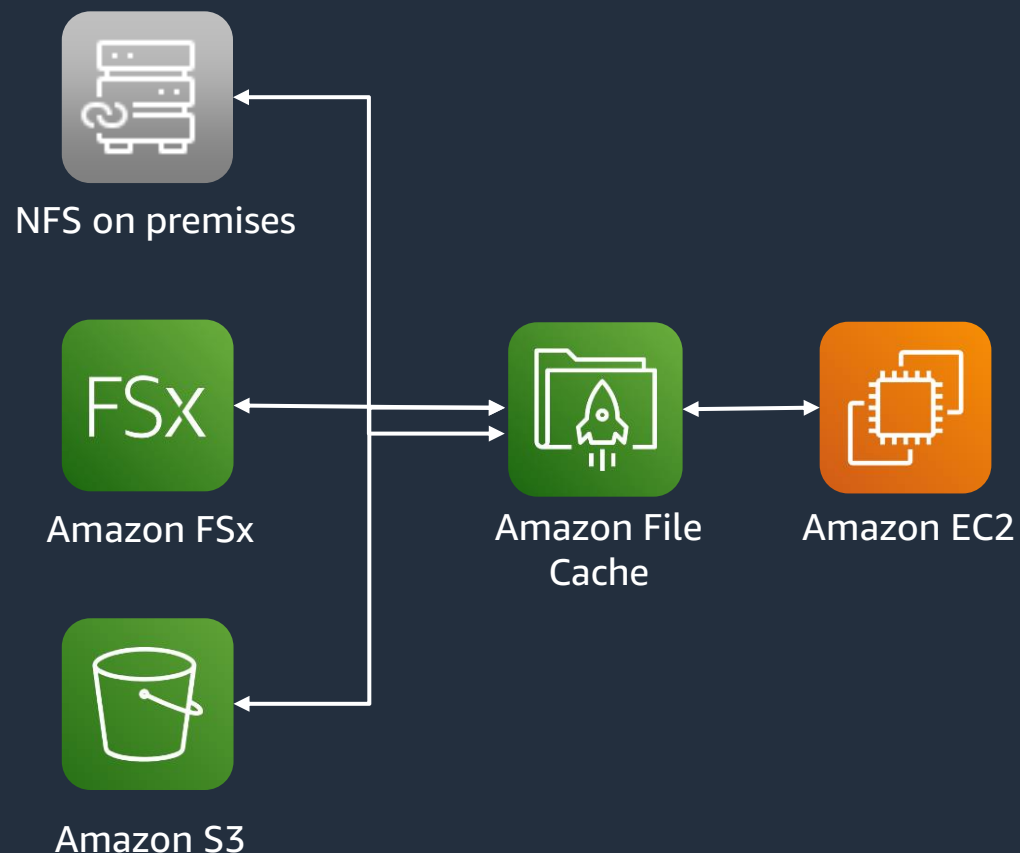 NFS on premises
FSx
Amazon FSx
Amazon File
Cache
Amazon EC2
Amazon S3